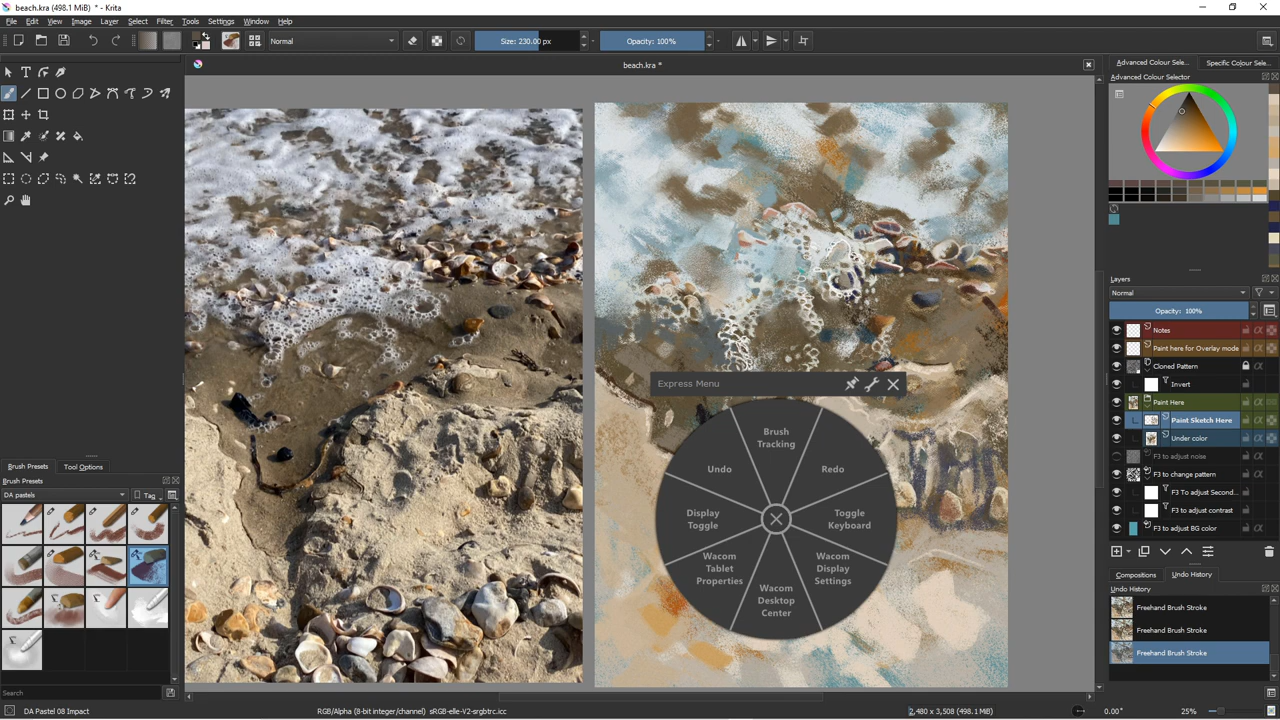 beach.kra (498.1 MiB) * - Krita
File Edit View Image Layer Select Filter Tools Settings Window Help
Normal
Size: 230.00 px
Opacity: 100%
beach.kra *
Advanced Colour Sele...
Specific Colour Sele...
Advanced Colour Selector
Express Menu
Brush
Tracking
Undo
Redo
Display
Toggle
Toggle
Keyboard
Wacom
Tablet
Properties
Wacom
Display
Settings
Wacom
Desktop
Center
Brush Presets
Tool Options
Brush Presets
DA pastels
Tag
Search
Layers
Normal
Opacity: 100%
Notes
Paint here for Overlay mode
Cloned Pattern
Invert
Paint Here
Paint Sketch Here
Under color
F3 to adjust noise
F3 to change pattern
F3 To adjust Second...
F3 to adjust contrast
F3 to adjust BG color
Compositions
Undo History
Undo History
Freehand Brush Stroke
Freehand Brush Stroke
Freehand Brush Stroke
DA Pastel 08 Impact
RGB/Alpha (8-bit integer/channel) sRGB-elle-V2-srgbtrc.icc
2,480 x 3,508 (498.1 MiB)
0.00°
25%